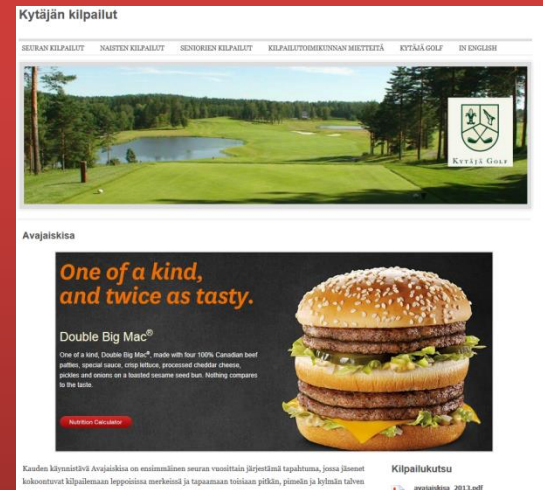 Kytäjän kilpailut
SEURAN KILPAILUT NAISTEN KILPAILUT SENIORIEN KILPAILUT KILPAILUTOIMIKUNNAN MIETTEITÄ KYTÄJÄ GOLF IN ENGLISH
KYTÄJÄ GOLF
Avajaiskisa
One of a kind,
and twice as tasty.
Double Big Mac®
One of a kind, Double Big Mac®, made with four 100% Canadian beef
patties, special sauce, crisp lettuce, processed cheddar cheese,
pickles and onions on a toasted sesame seed bun. Nothing compares
to the taste.
Nutrition Calculator
Kauden käynnistävä Avajaiskisa on ensimmäinen seuran vuosittain järjestämä tapahtuma, jossa jäsenet
kokoontuvat kilpailemaan leppoisissa merkeissä ja tapaamaan toisiaan pitkän, pimeän ja kylmän talven
Kilpailukutsu
avajaiskisa_2013.pdf